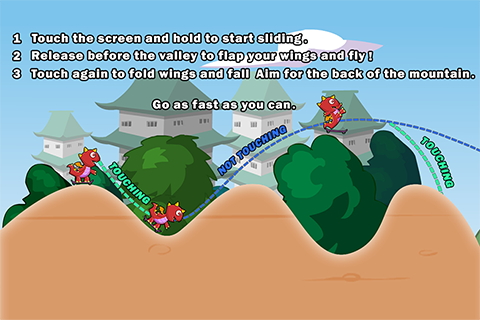 1 Touch the screen and hold to start sliding.
2 Release before the valley to flap your wings and fly!
3 Touch again to fold wings and fall Aim for the back of the mountain.
Go as fast as you can.
NOT TOUCHING
TOUCHING
TOUCHING